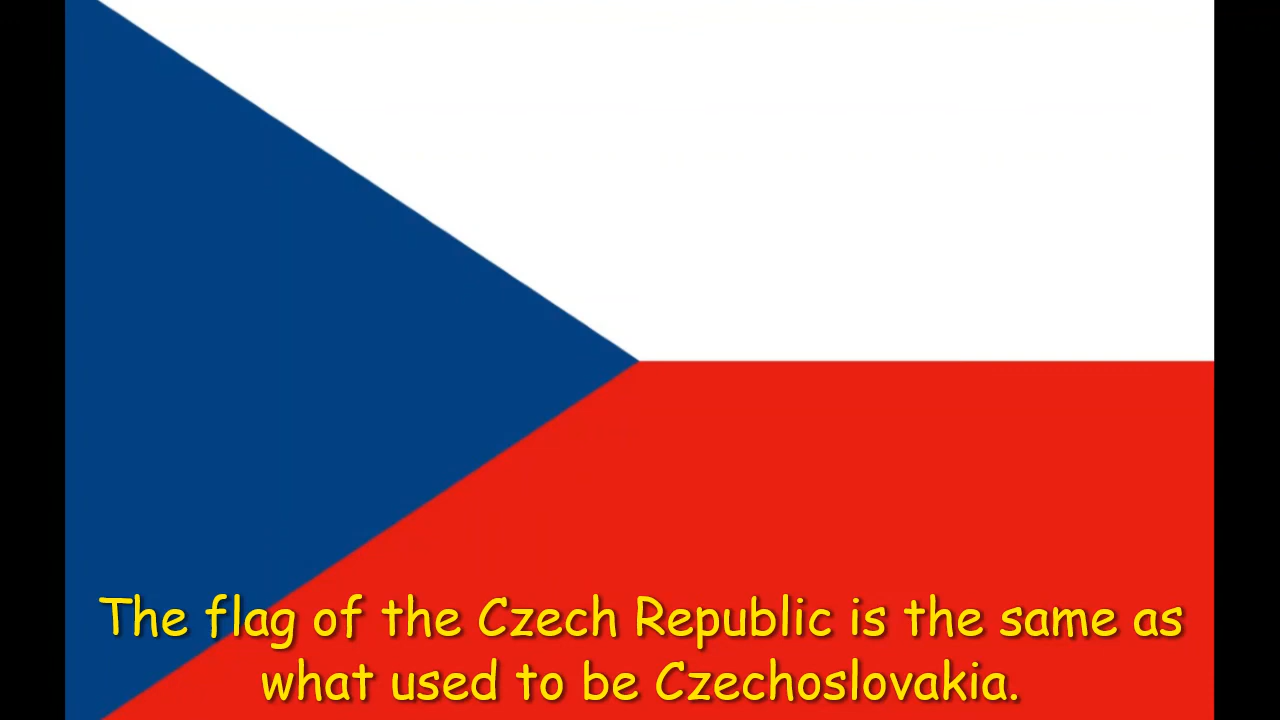 The flag of the Czech Republic is the same as
what used to be Czechoslovakia.